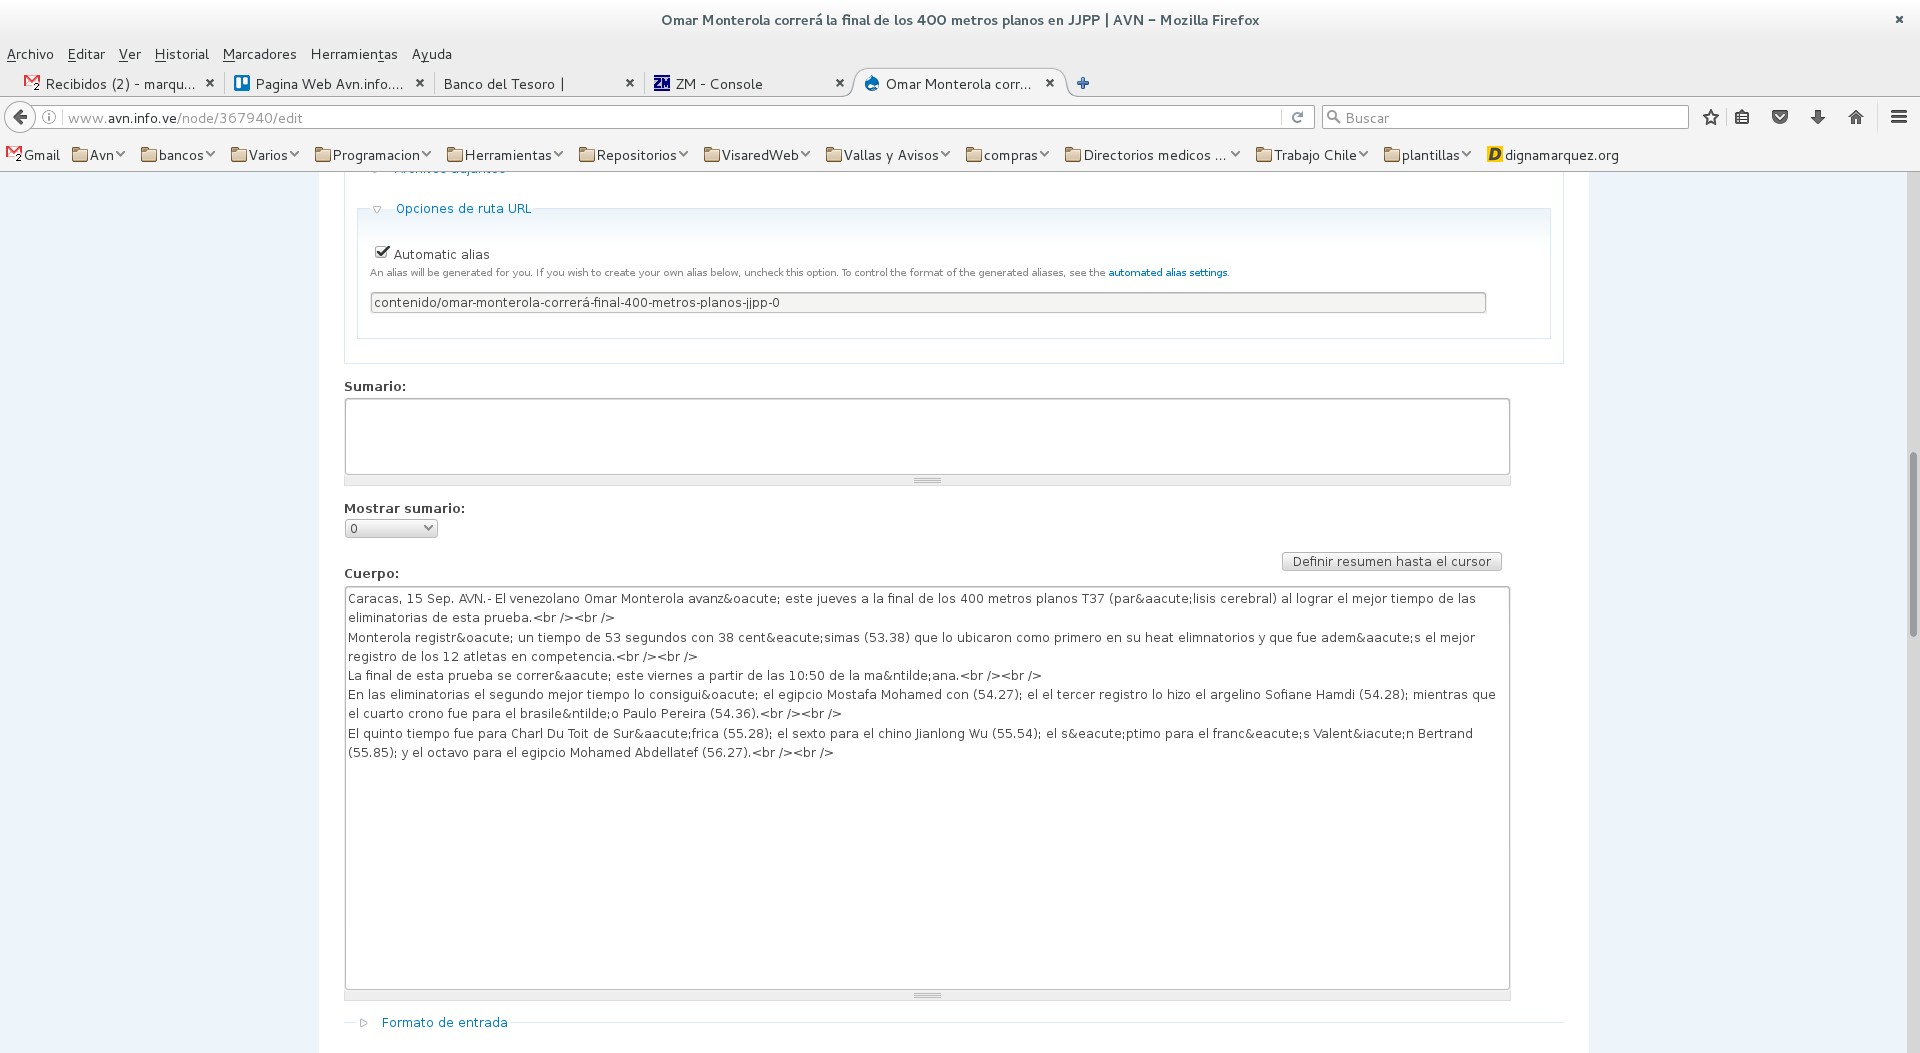 Omar Monterola correrá la final de los 400 metros planos en JJPP | AVN – Mozilla Firefox
Archivo Editar Ver Historial Marcadores Herramientas Ayuda
Recibidos (2) - marqu... Pagina Web Avn.info.... Banco del Tesoro | ZM ZM - Console Omar Monterola corr...
www.avn.info.ve/node/367940/edit Buscar
Gmail Avn bancos Varios Programacion Herramientas Repositorios VisaredWeb Vallas y Avisos compras Directorios medicos ... Trabajo Chile plantillas D dignamarquez.org
Archivos adjuntos
Opciones de ruta URL
Automatic alias
An alias will be generated for you. If you wish to create your own alias below, uncheck this option. To control the format of the generated aliases, see the automated alias settings.
contenido/omar-monterola-correrá-final-400-metros-planos-jjpp-0
Sumario:
Mostrar sumario:
0
Definir resumen hasta el cursor
Cuerpo:
Caracas, 15 Sep. AVN.- El venezolano Omar Monterola avanz&oacute; este jueves a la final de los 400 metros planos T37 (par&aacute;lisis cerebral) al lograr el mejor tiempo de las
eliminatorias de esta prueba.<br /><br />
Monterola registr&oacute; un tiempo de 53 segundos con 38 cent&eacute;simas (53.38) que lo ubicaron como primero en su heat elimnatorios y que fue adem&aacute;s el mejor
registro de los 12 atletas en competencia.<br /><br />
La final de esta prueba se correr&aacute; este viernes a partir de las 10:50 de la ma&ntilde;ana.<br /><br />
En las eliminatorias el segundo mejor tiempo lo consigui&oacute; el egipcio Mostafa Mohamed con (54.27); el el tercer registro lo hizo el argelino Sofiane Hamdi (54.28); mientras que
el cuarto crono fue para el brasile&ntilde;o Paulo Pereira (54.36).<br /><br />
El quinto tiempo fue para Charl Du Toit de Sur&aacute;frica (55.28); el sexto para el chino Jianlong Wu (55.54); el s&eacute;ptimo para el franc&eacute;s Valent&iacute;n Bertrand
(55.85); y el octavo para el egipcio Mohamed Abdellatef (56.27).<br /><br />
Formato de entrada